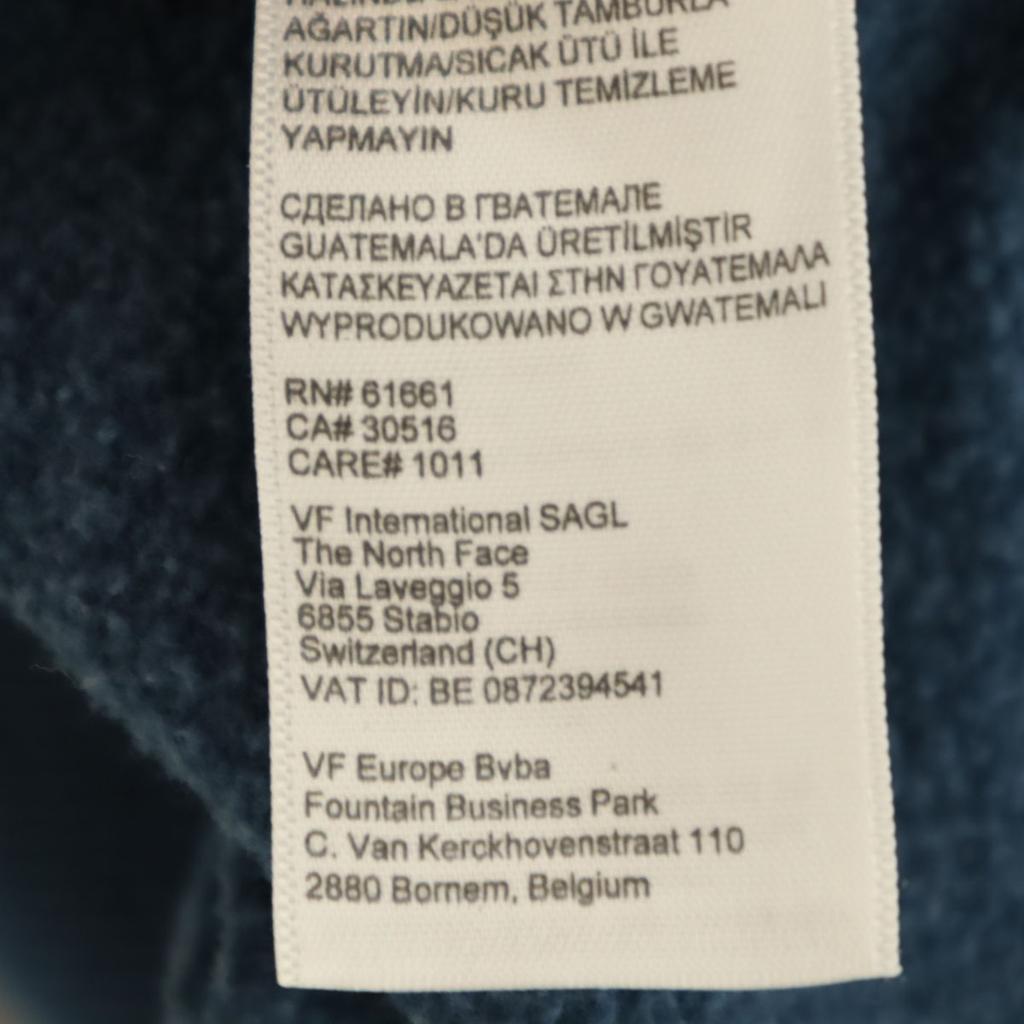 AĞARTIN/DÜŞÜK TAMBURLA
KURUTMA/SICAK ÜTÜ İLE
ÜTÜLEYİN/KURU TEMİZLEME
YAPMAYIN
СДЕЛАНО В ГВАТЕМАЛЕ
GUATEMALA'DA ÜRETİLMİŞTİR
ΚΑΤΑΣΚΕΥΑΖΕΤΑΙ ΣΤΗΝ ΓΟΥΑΤΕΜΑΛΑ
WYPRODUKOWANO W GWATEMALI
RN# 61661
CA# 30516
CARE# 1011
VF International SAGL
The North Face
Via Laveggio 5
6855 Stabio
Switzerland (CH)
VAT ID: BE 0872394541
VF Europe Bvba
Fountain Business Park
C. Van Kerckhovenstraat 110
2880 Bornem, Belgium